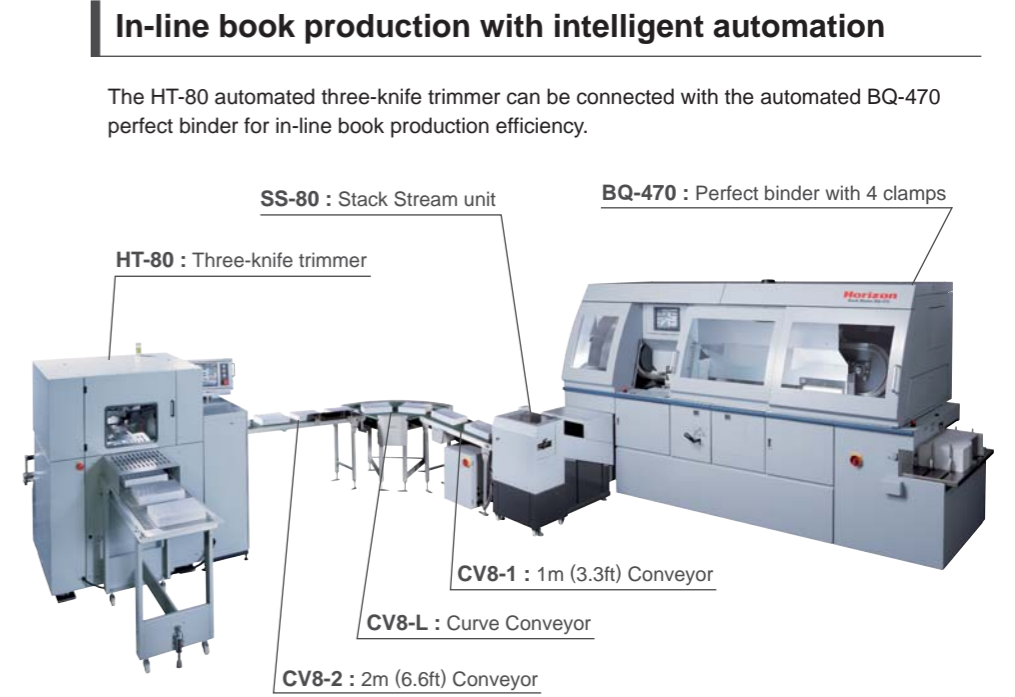 In-line book production with intelligent automation
The HT-80 automated three-knife trimmer can be connected with the automated BQ-470
perfect binder for in-line book production efficiency.
SS-80 : Stack Stream unit
BQ-470 : Perfect binder with 4 clamps
HT-80 : Three-knife trimmer
Horizon
CV8-1 : 1m (3.3ft) Conveyor
CV8-L : Curve Conveyor
CV8-2 : 2m (6.6ft) Conveyor